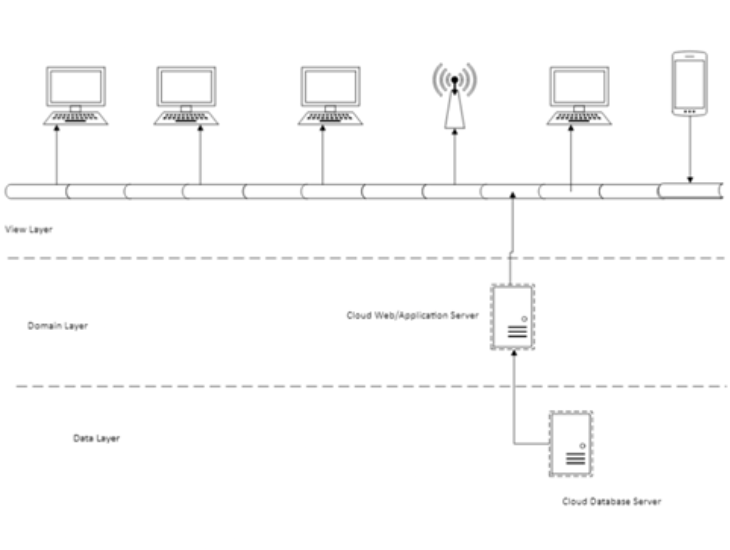 View Layer
Cloud Web/Application Server
Domain Layer
Data Layer
Cloud Database Server